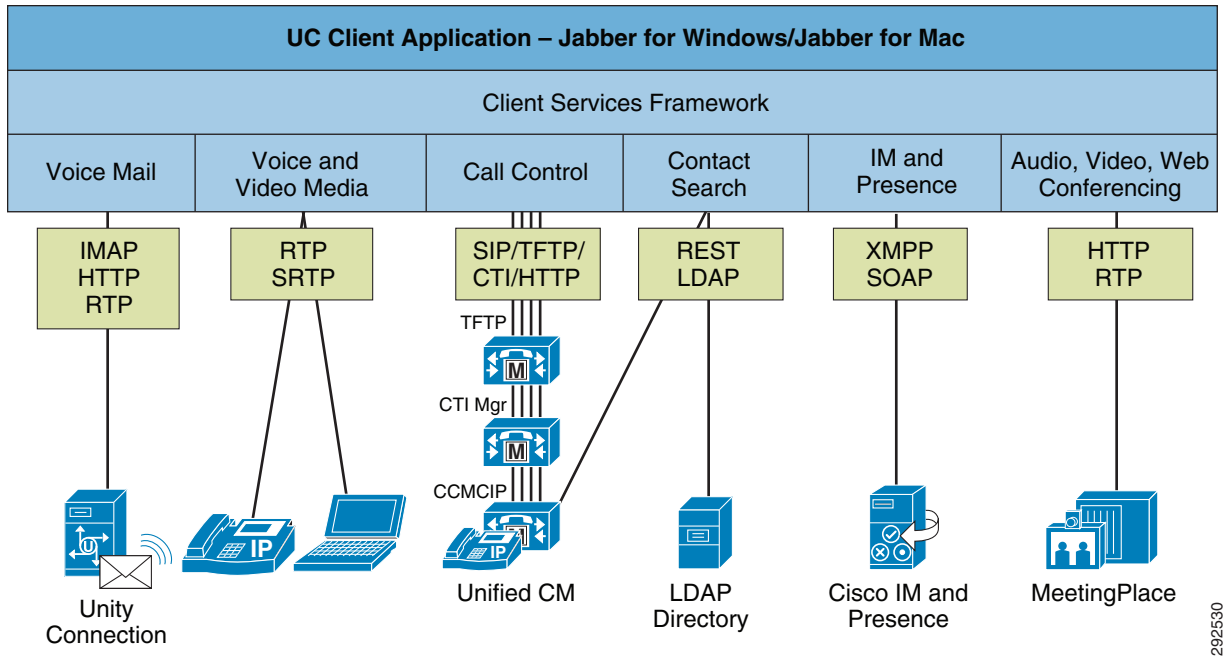 UC Client Application – Jabber for Windows/Jabber for Mac
Client Services Framework
Voice Mail
Voice and
Video Media
Call Control
Contact
Search
IM and
Presence
Audio, Video, Web
Conferencing
IMAP
HTTP
RTP
RTP
SRTP
SIP/TFTP/
CTI/HTTP
REST
LDAP
XMPP
SOAP
HTTP
RTP
TFTP
M
CTI Mgr
M
CCMCIP
M
U
IP
IP
Unity
Connection
Unified CM
LDAP
Directory
Cisco IM and
Presence
MeetingPlace
292530